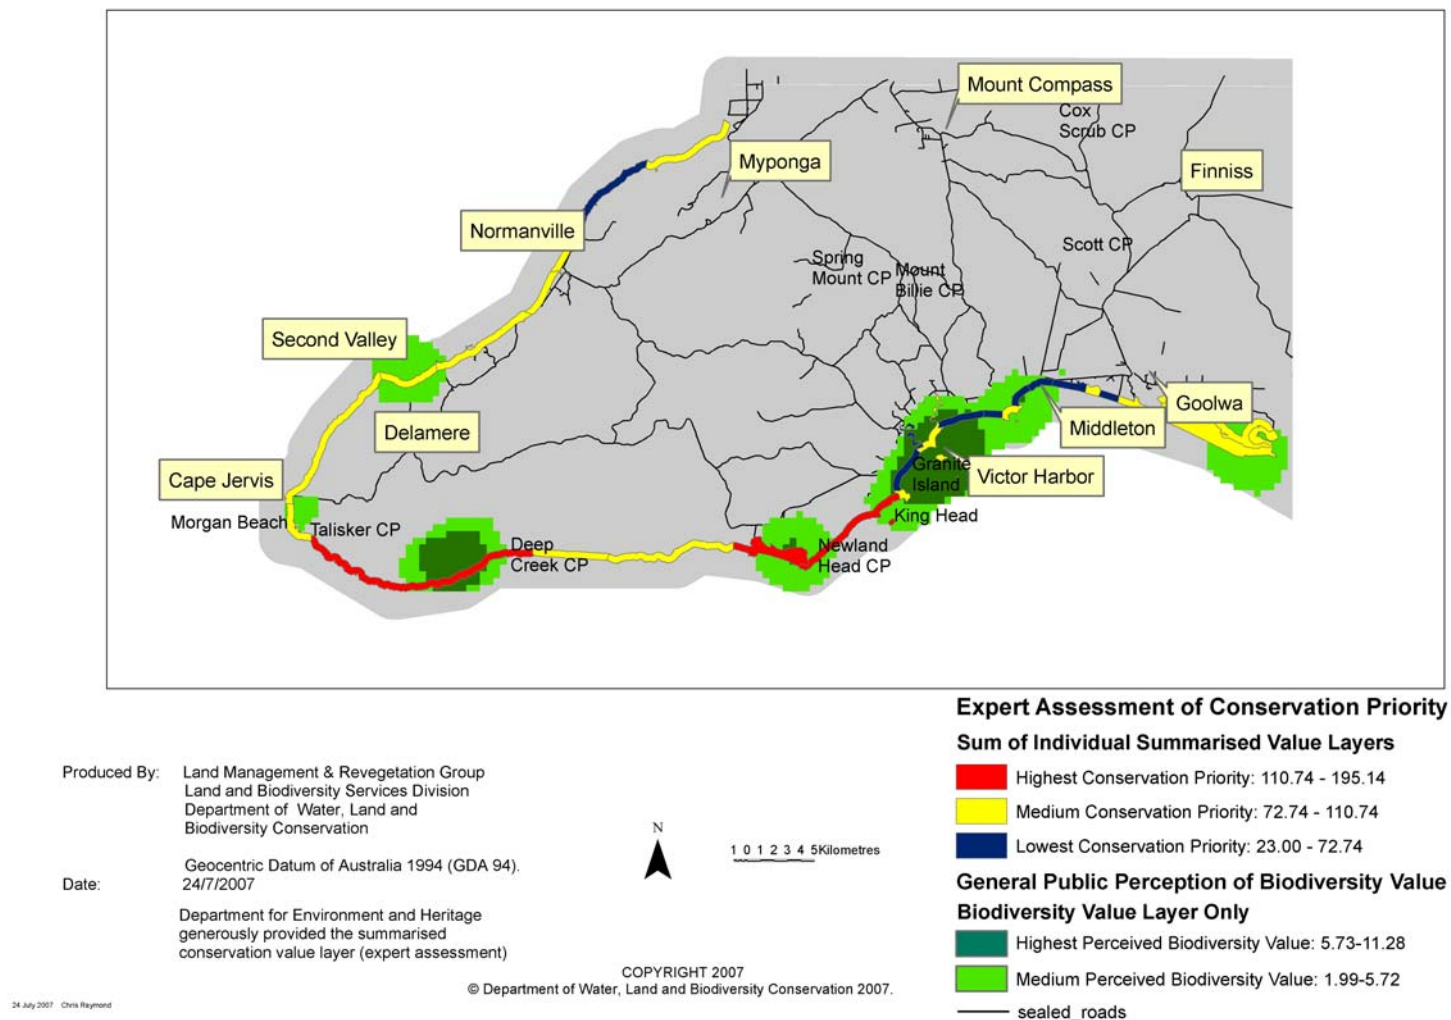 Mount Compass
Cox
Scrub CP
Myponga
Finniss
Normanville
Scott CP
Spring
Mount CP
Mount
Billie CP
Second Valley
Delamere
Goolwa
Middleton
Cape Jervis
Granite
Island
Victor Harbor
Morgan Beach
Talisker CP
King Head
Deep
Creek CP
Newland
Head CP
Expert Assessment of Conservation Priority
Sum of Individual Summarised Value Layers
Highest Conservation Priority: 110.74 - 195.14
Medium Conservation Priority: 72.74 - 110.74
Lowest Conservation Priority: 23.00 - 72.74
General Public Perception of Biodiversity Value
Biodiversity Value Layer Only
Highest Perceived Biodiversity Value: 5.73-11.28
Medium Perceived Biodiversity Value: 1.99-5.72
sealed_roads
Produced By: Land Management & Revegetation Group
Land and Biodiversity Services Division
Department of Water, Land and
Biodiversity Conservation
Geocentric Datum of Australia 1994 (GDA 94).
Date: 24/7/2007
Department for Environment and Heritage
generously provided the summarised
conservation value layer (expert assessment)
N
1 0 1 2 3 4 5Kilometres
COPYRIGHT 2007
© Department of Water, Land and Biodiversity Conservation 2007.
24 July 2007 Chris Raymond